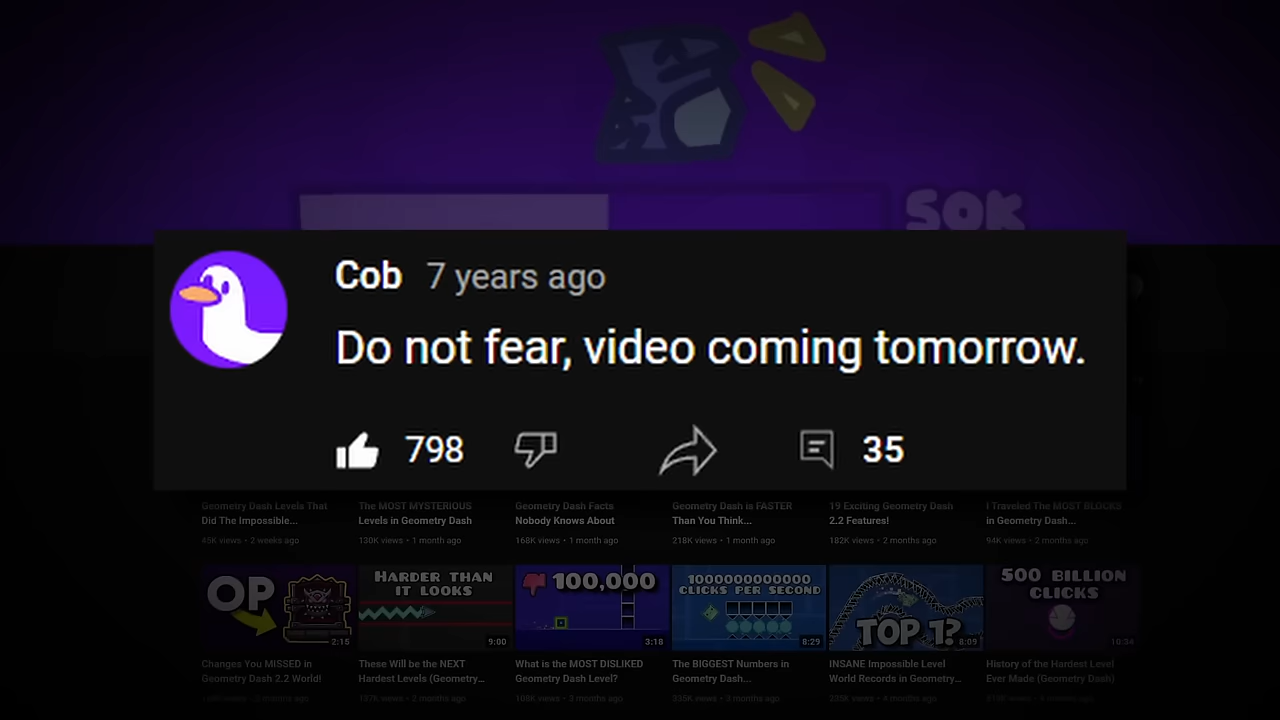 50K
Cob 7 years ago
Do not fear, video coming tomorrow.
798 35
Geometry Dash Levels That The MOST MYSTERIOUS Geometry Dash Facts Geometry Dash is FASTER 19 Exciting Geometry Dash I Traveled The MOST BLOCKS
Did The Impossible... Levels in Geometry Dash Nobody Knows About Than You Think... 2.2 Features! in Geometry Dash...
45K views • 2 weeks ago 130K views • 1 month ago 168K views • 1 month ago 218K views • 1 month ago 182K views • 2 months ago 94K views • 2 months ago
OP
2:15
HARDER THAN
IT LOOKS
9:00
100,000
3:18
1000000000000
CLICKS PER SECOND
8:29
TOP 1?
8:09
500 BILLION
CLICKS
10:34
Changes You MISSED in These Will be the NEXT What is the MOST DISLIKED The BIGGEST Numbers in INSANE Impossible Level History of the Hardest Level
Geometry Dash 2.2 World! Hardest Levels (Geometry... Geometry Dash Level? Geometry Dash... World Records in Geometry... Ever Made (Geometry Dash)